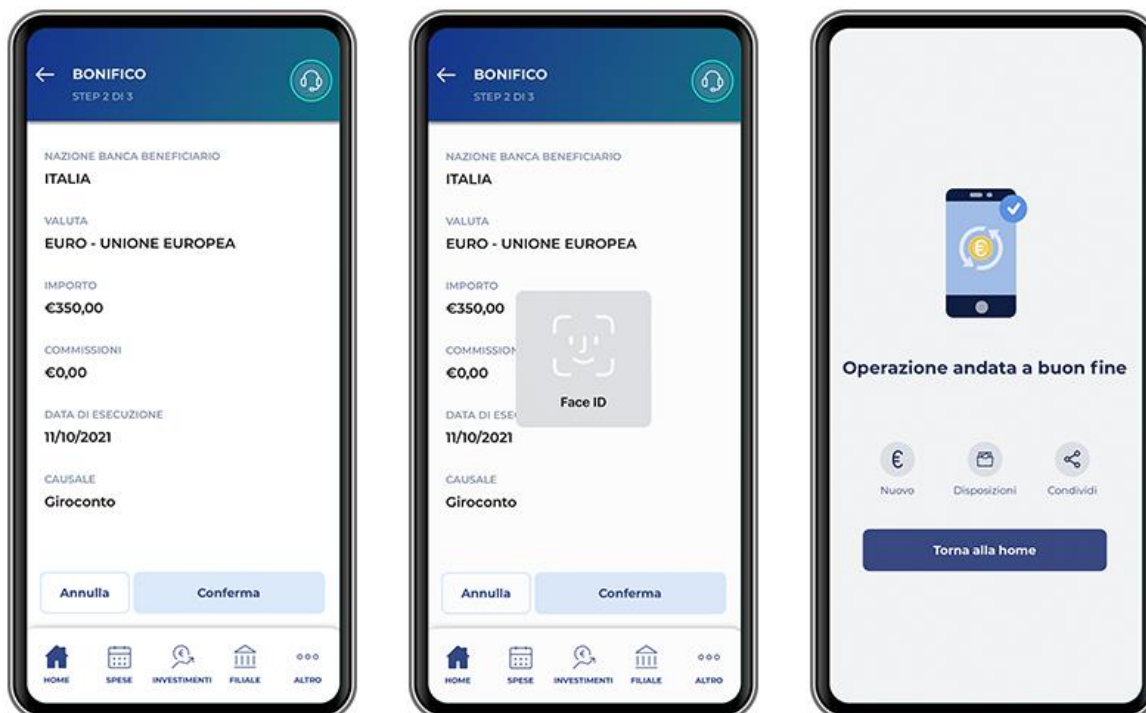 BONIFICO
STEP 2 DI 3
NAZIONE BANCA BENEFICIARIO
ITALIA
VALUTA
EURO - UNIONE EUROPEA
IMPORTO
€350,00
COMMISSIONI
€0,00
DATA DI ESECUZIONE
11/10/2021
CAUSALE
Giroconto
Annulla
Conferma
HOME
SPESE
INVESTIMENTI
FILIALE
ALTRO
BONIFICO
STEP 2 DI 3
NAZIONE BANCA BENEFICIARIO
ITALIA
VALUTA
EURO - UNIONE EUROPEA
IMPORTO
€350,00
COMMISSION
€0,00
Face ID
DATA DI ESE
11/10/2021
CAUSALE
Giroconto
Annulla
Conferma
HOME
SPESE
INVESTIMENTI
FILIALE
ALTRO
€
Operazione andata a buon fine
€
Nuovo
Disposizioni
Condividi
Torna alla home